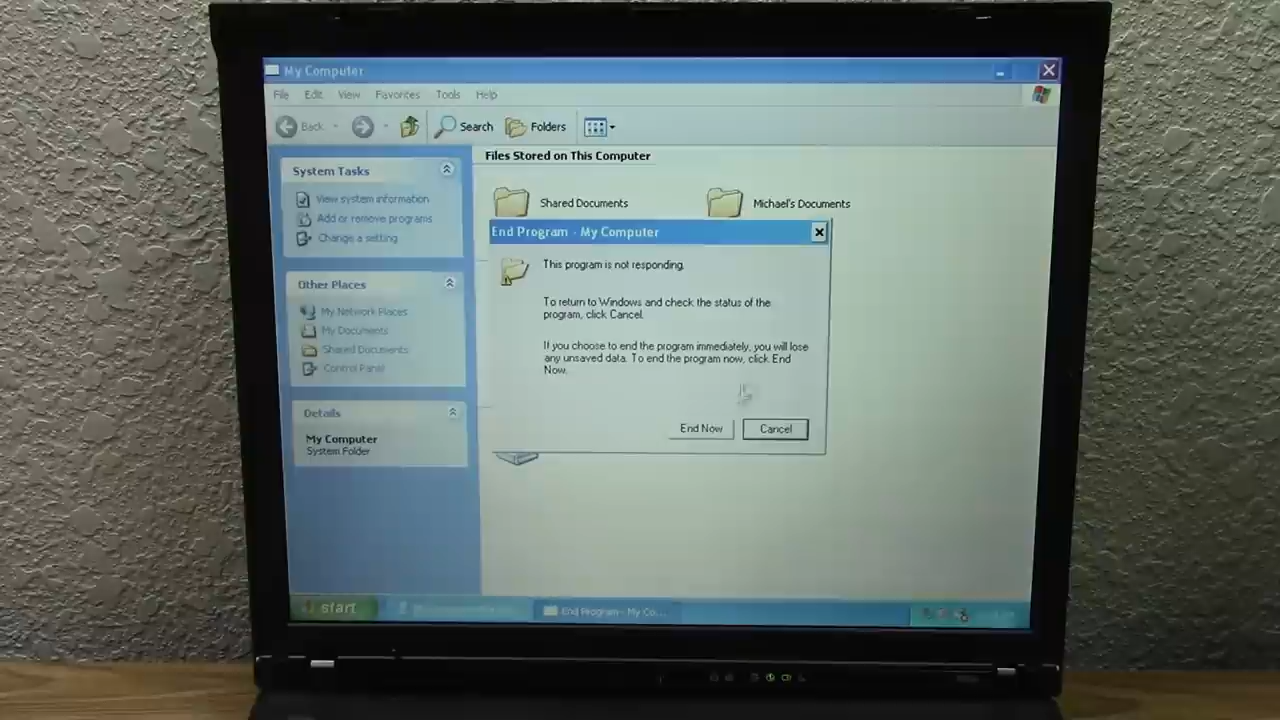 My Computer
File Edit View Favorites Tools Help
Back Search Folders
System Tasks
View system information
Add or remove programs
Change a setting
Other Places
My Network Places
My Documents
Shared Documents
Control Panel
Details
My Computer
System Folder
Files Stored on This Computer
Shared Documents Michael's Documents
End Program - My Computer
This program is not responding.
To return to Windows and check the status of the
program, click Cancel.
If you choose to end the program immediately, you will lose
any unsaved data. To end the program now, click End
Now.
End Now Cancel
start End Program - My Co...